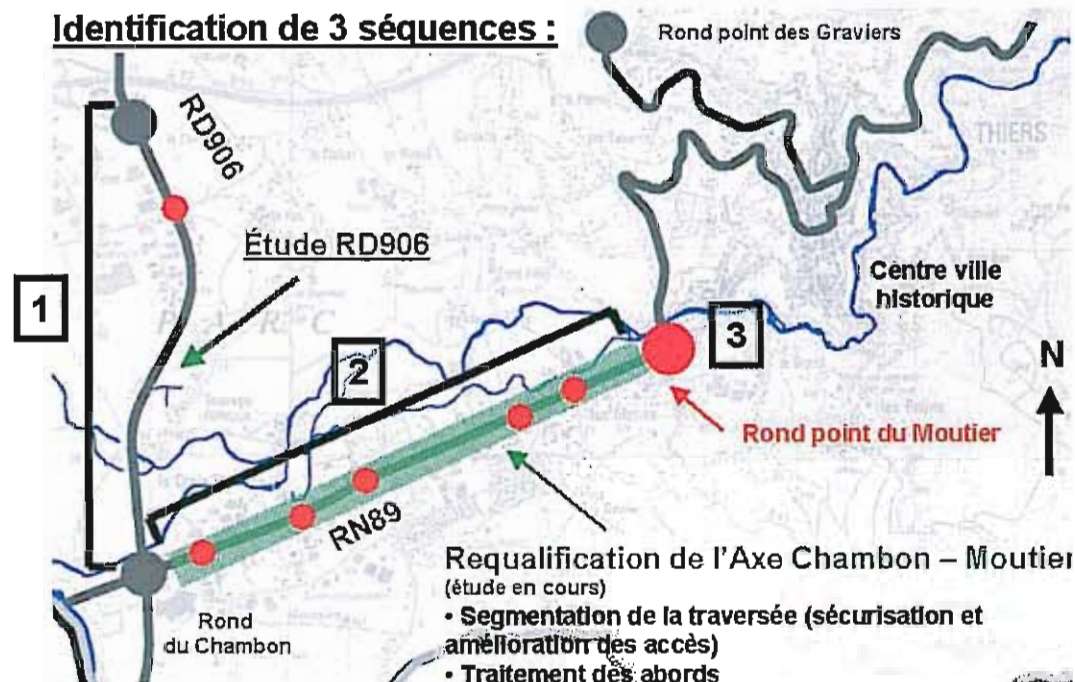 Identification de 3 séquences :
Rond point des Graviers
RD906
THIERS
Étude RD906
Centre ville
historique
1
P A R C
2
3
N
Rond point du Moutier
RN89
Requalification de l'Axe Chambon – Moutier
(étude en cours)
• Segmentation de la traversée (sécurisation et
amélioration des accès)
• Traitement des abords
Rond
du Chambon